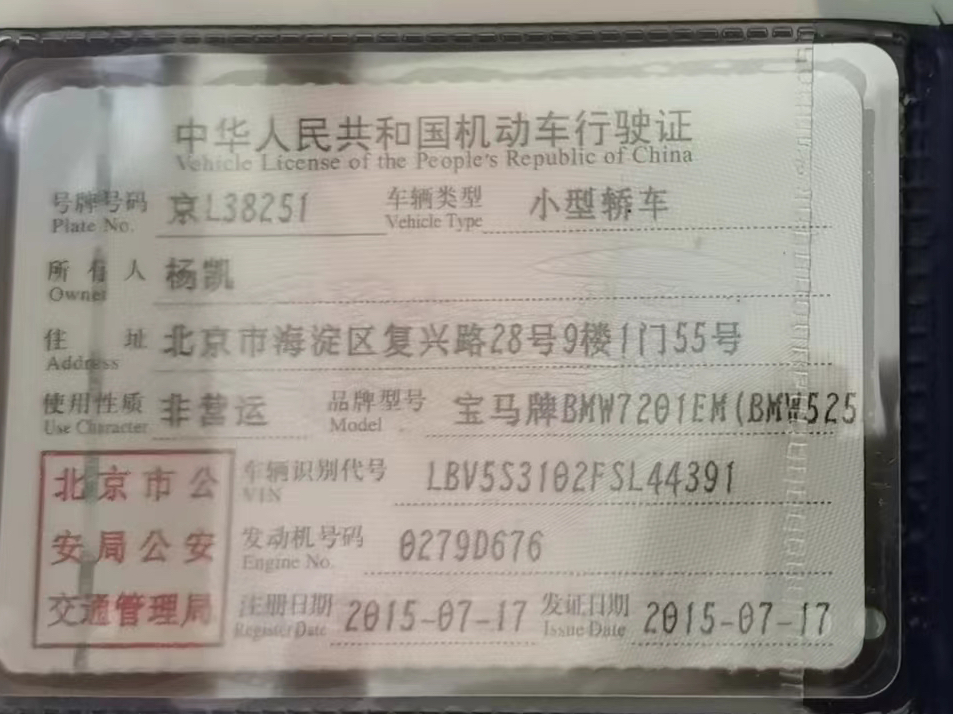 中华人民共和国机动车行驶证
Vehicle License of the People's Republic of China
号牌号码 京L38251 车辆类型 小型轿车
Plate No. Vehicle Type
所有人 杨凯
Owner
住址 北京市海淀区复兴路28号9楼1门55号
Address
使用性质 非营运 品牌型号 宝马牌BMW7201EM(BMW525
Use Character Model
北京市公 车辆识别代号 LBV5S3102FSL44391
VIN
安局公安 发动机号码 0279D676
Engine No.
交通管理局 注册日期 2015-07-17 发证日期 2015-07-17
Register Date Issue Date